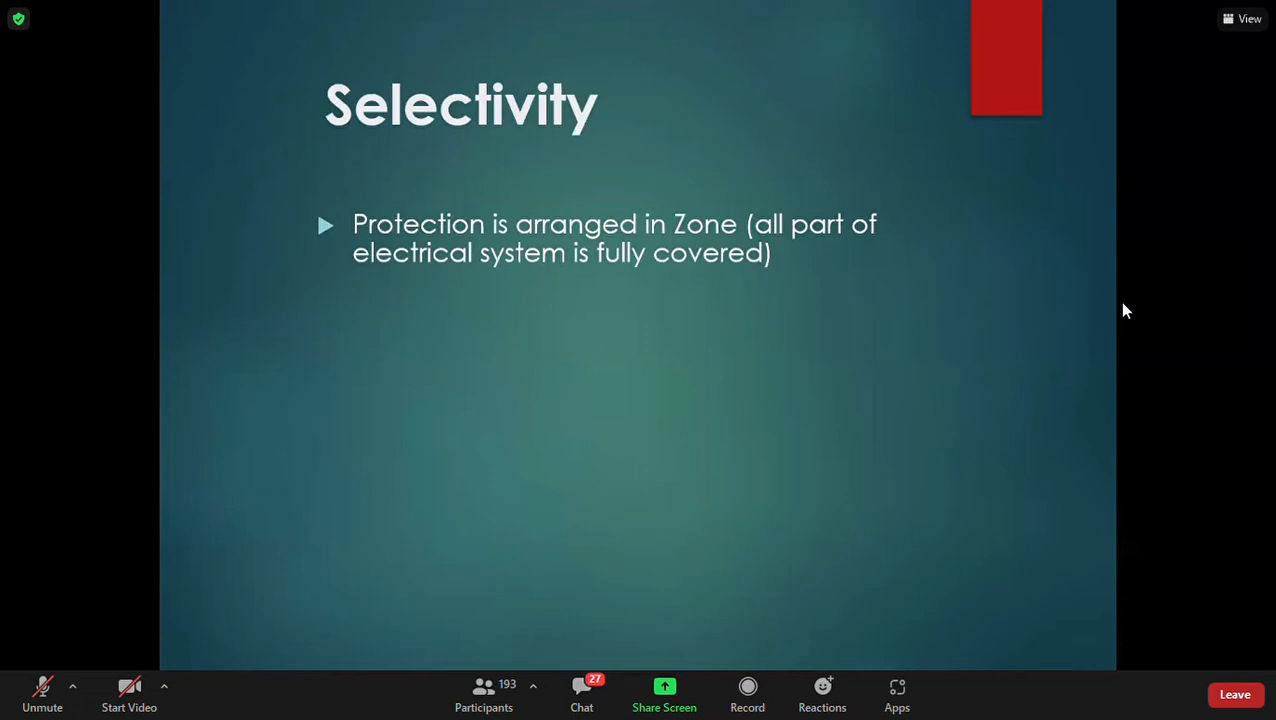 View
Selectivity
Protection is arranged in Zone (all part of
electrical system is fully covered)
Unmute
Start Video
193
Participants
27
Chat
Share Screen
Record
Reactions
Apps
Leave